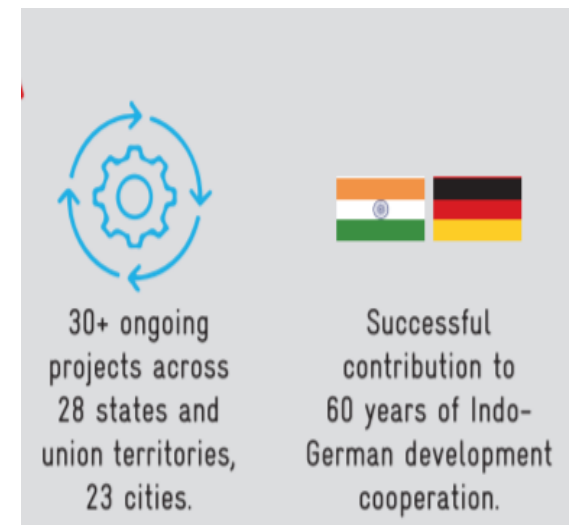 30+ ongoing
projects across
28 states and
union territories,
23 cities.
Successful
contribution to
60 years of Indo-
German development
cooperation.